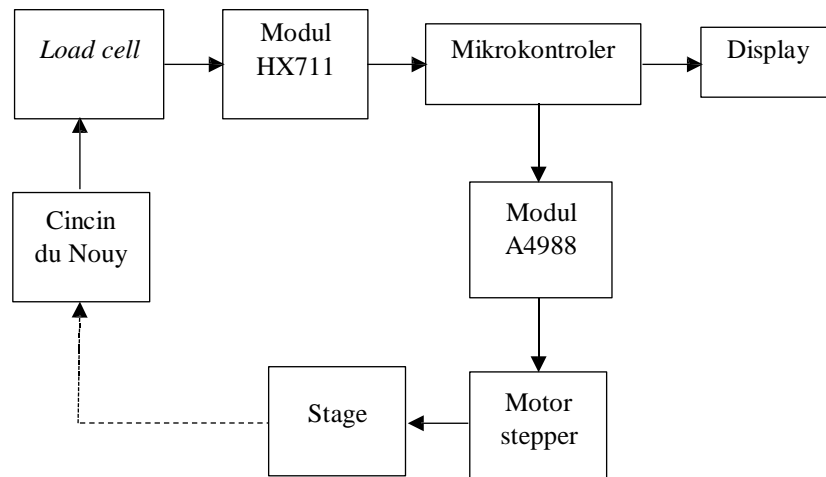 Load cell
Modul
HX711
Mikrokontroler
Display
Cincin
du Nouy
Modul
A4988
Stage
Motor
stepper